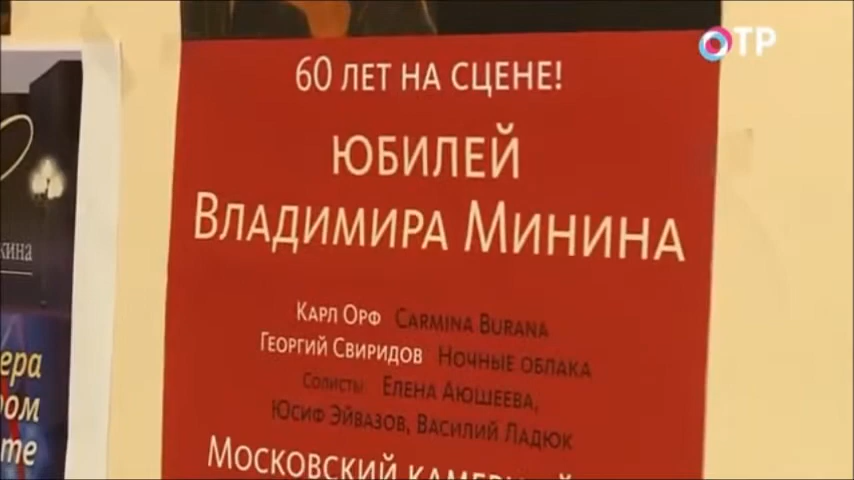 ОТР
60 ЛЕТ НА СЦЕНЕ!
ЮБИЛЕЙ
ВЛАДИМИРА МИНИНА
КАРЛ ОРФ CARMINA BURANA
ГЕОРГИЙ СВИРИДОВ НОЧНЫЕ ОБЛАКА
СОЛИСТЫ ЕЛЕНА АЮШЕЕВА,
ЮСИФ ЭЙВАЗОВ, ВАСИЛИЙ ЛАДЮК
МОСКОВСКИЙ